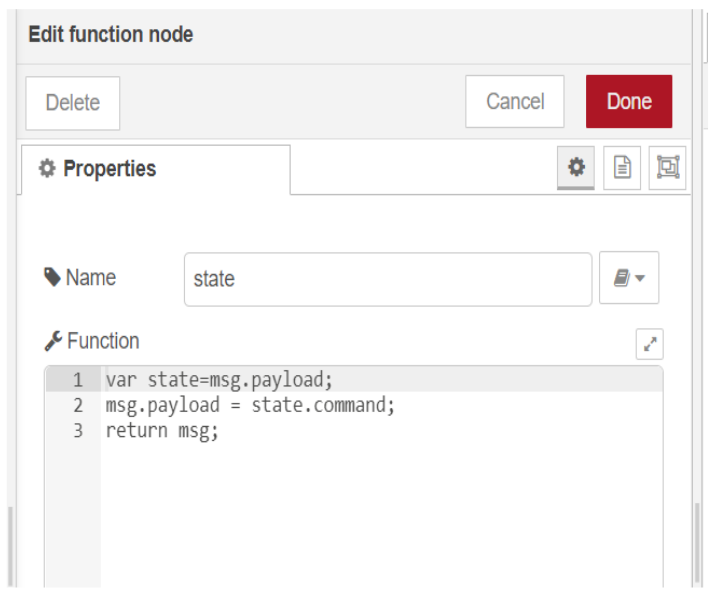 Edit function node
Delete
Cancel
Done
Properties
Name
state
Function
1 var state=msg.payload;
2 msg.payload = state.command;
3 return msg;